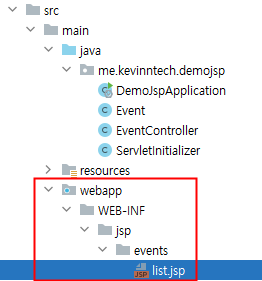 src
main
java
me.kevinntech.demojsp
DemoJspApplication
Event
EventController
ServletInitializer
resources
webapp
WEB-INF
jsp
events
JSP list.jsp